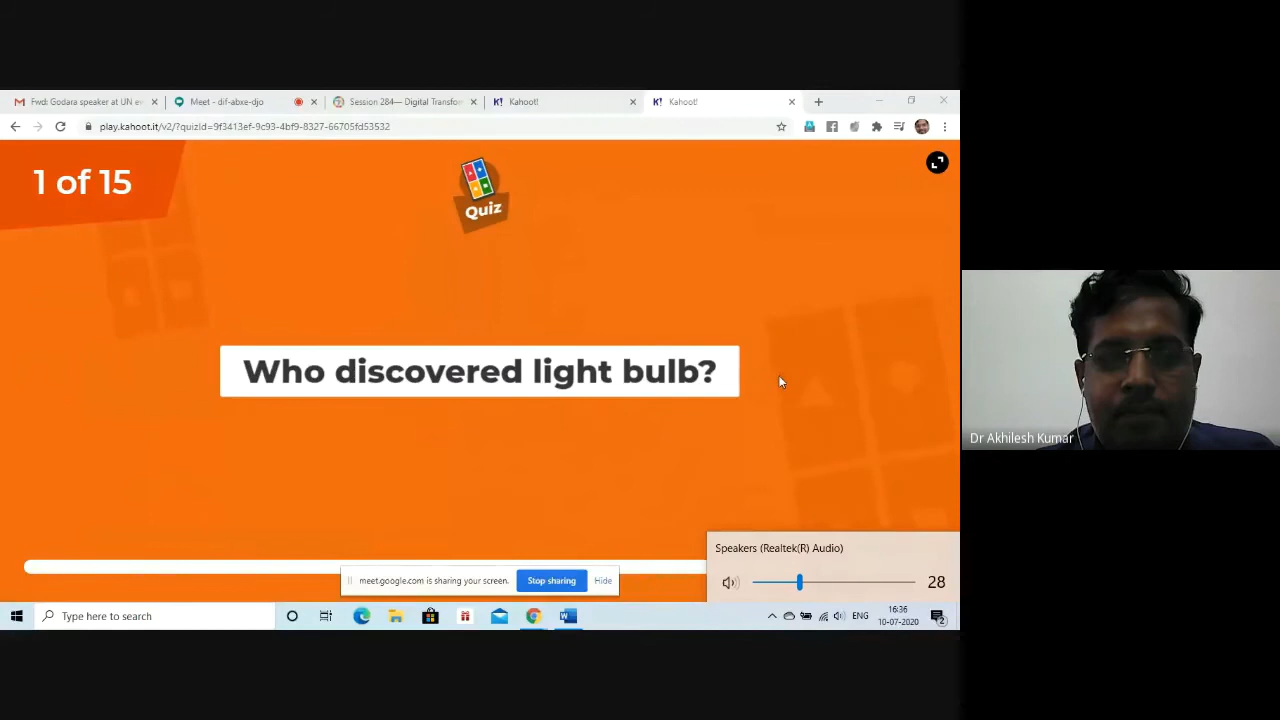 Fwd: Godara speaker at UN ev
Meet - dif-abxe-djo
Session 284— Digital Transfor
K! Kahoot!
K! Kahoot!
play.kahoot.it/v2/?quizId=9f3413ef-9c93-4bf9-8327-66705fd53532
1 of 15
Quiz
Who discovered light bulb?
Dr Akhilesh Kumar
Speakers (Realtek(R) Audio)
28
meet.google.com is sharing your screen.
Stop sharing
Hide
Type here to search
ENG
16:36
10-07-2020
2